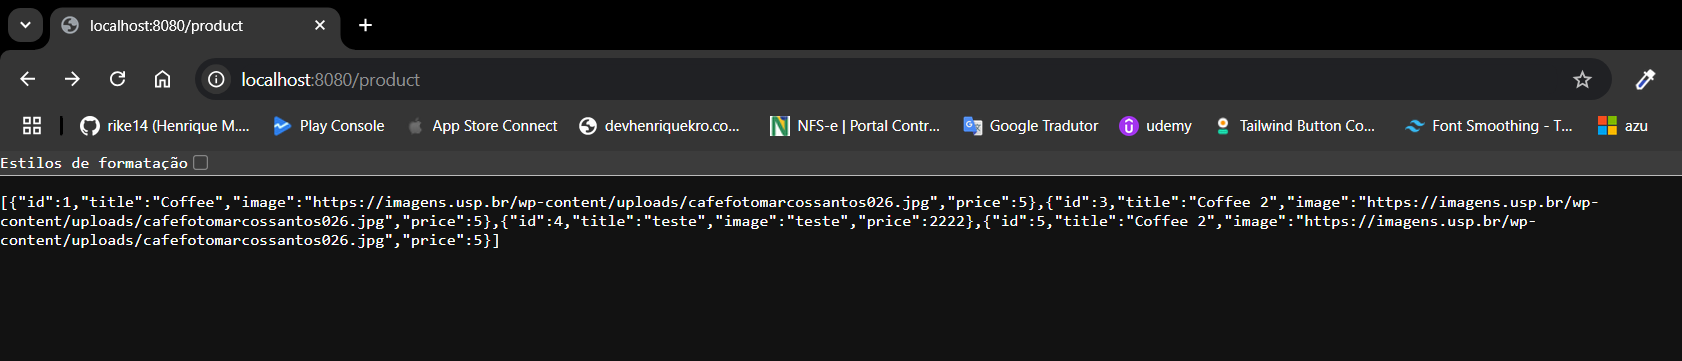 localhost:8080/product
localhost:8080/product
rike14 (Henrique M.... Play Console App Store Connect devhenriquekro.co... NFS-e | Portal Contr... Google Tradutor udemy Tailwind Button Co... Font Smoothing - T... azu
Estilos de formatação
[{"id":1,"title":"Coffee","image":"https://imagens.usp.br/wp-content/uploads/cafefotomarcossantos026.jpg","price":5},{"id":3,"title":"Coffee 2","image":"https://imagens.usp.br/wp-
content/uploads/cafefotomarcossantos026.jpg","price":5},{"id":4,"title":"teste","image":"teste","price":2222},{"id":5,"title":"Coffee 2","image":"https://imagens.usp.br/wp-
content/uploads/cafefotomarcossantos026.jpg","price":5}]